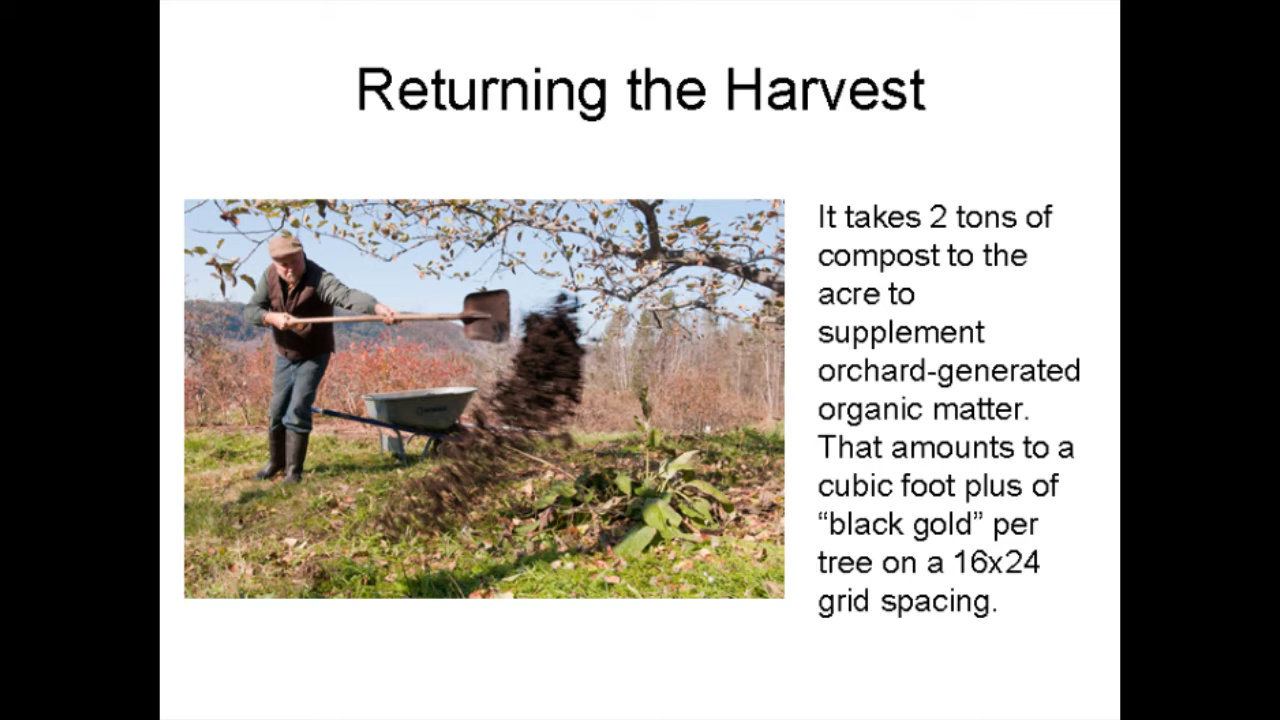 Returning the Harvest
It takes 2 tons of
compost to the
acre to
supplement
orchard-generated
organic matter.
That amounts to a
cubic foot plus of
“black gold” per
tree on a 16x24
grid spacing.